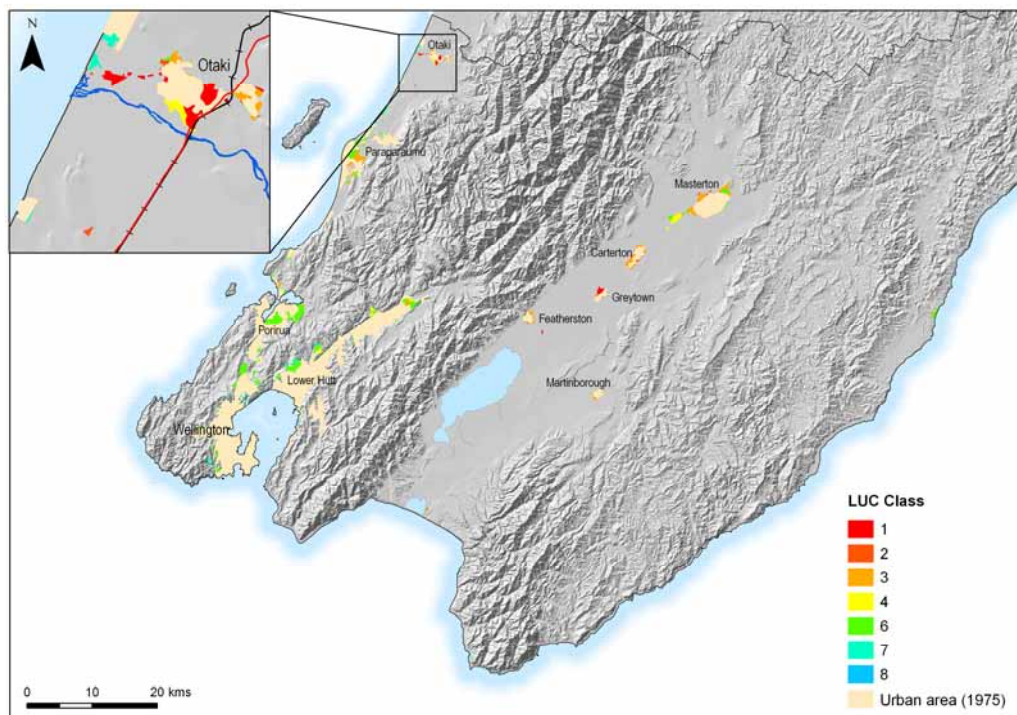 N
Otaki
Otaki
Paraparaumu
Masterton
Carterton
Greytown
Featherston
Porirua
Lower Hutt
Martinborough
Wellington
LUC Class
1
2
3
4
6
7
8
Urban area (1975)
0 10 20 kms